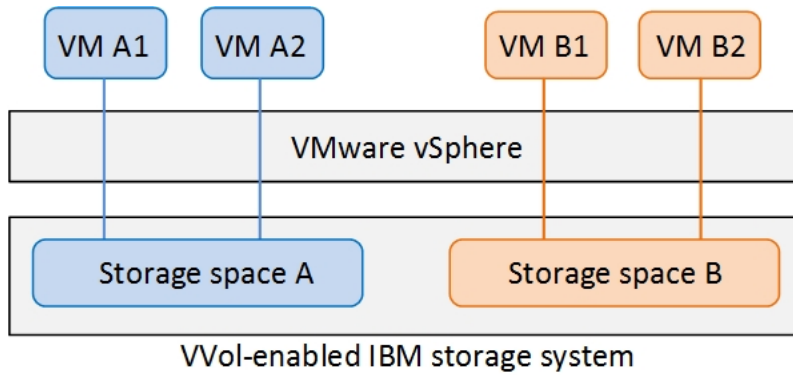 VM A1
VM A2
VM B1
VM B2
VMware vSphere
Storage space A
Storage space B
VVol-enabled IBM storage system